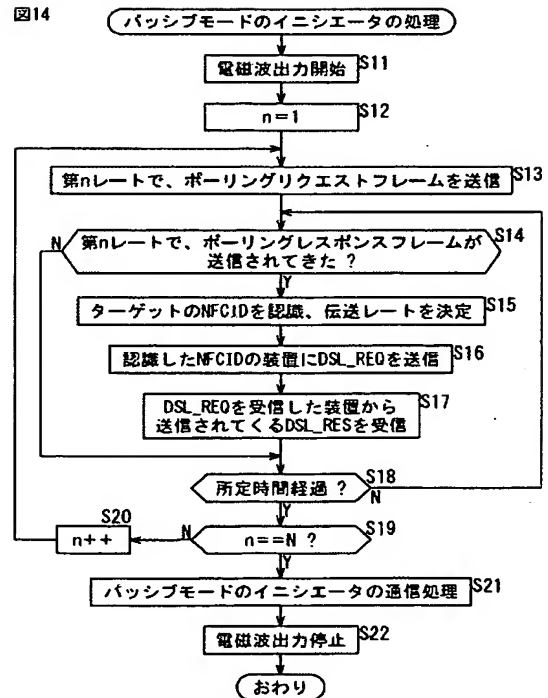 図14
パッシブモードのイニシエータの処理
電磁波出力開始 S11
n=1 S12
第nレートで、ポーリングリクエストフレームを送信 S13
第nレートで、ポーリングレスポンスフレームが S14
N 送信されてきた ?
Y
ターゲットのNFCIDを認識、伝送レートを決定 S15
認識したNFCIDの装置にDSL_REQを送信 S16
DSL_REQを受信した装置から S17
送信されてくるDSL_RESを受信
所定時間経過 ? S18
N
Y
S20
n++ N n==N ? S19
Y
パッシブモードのイニシエータの通信処理 S21
電磁波出力停止 S22
おわり